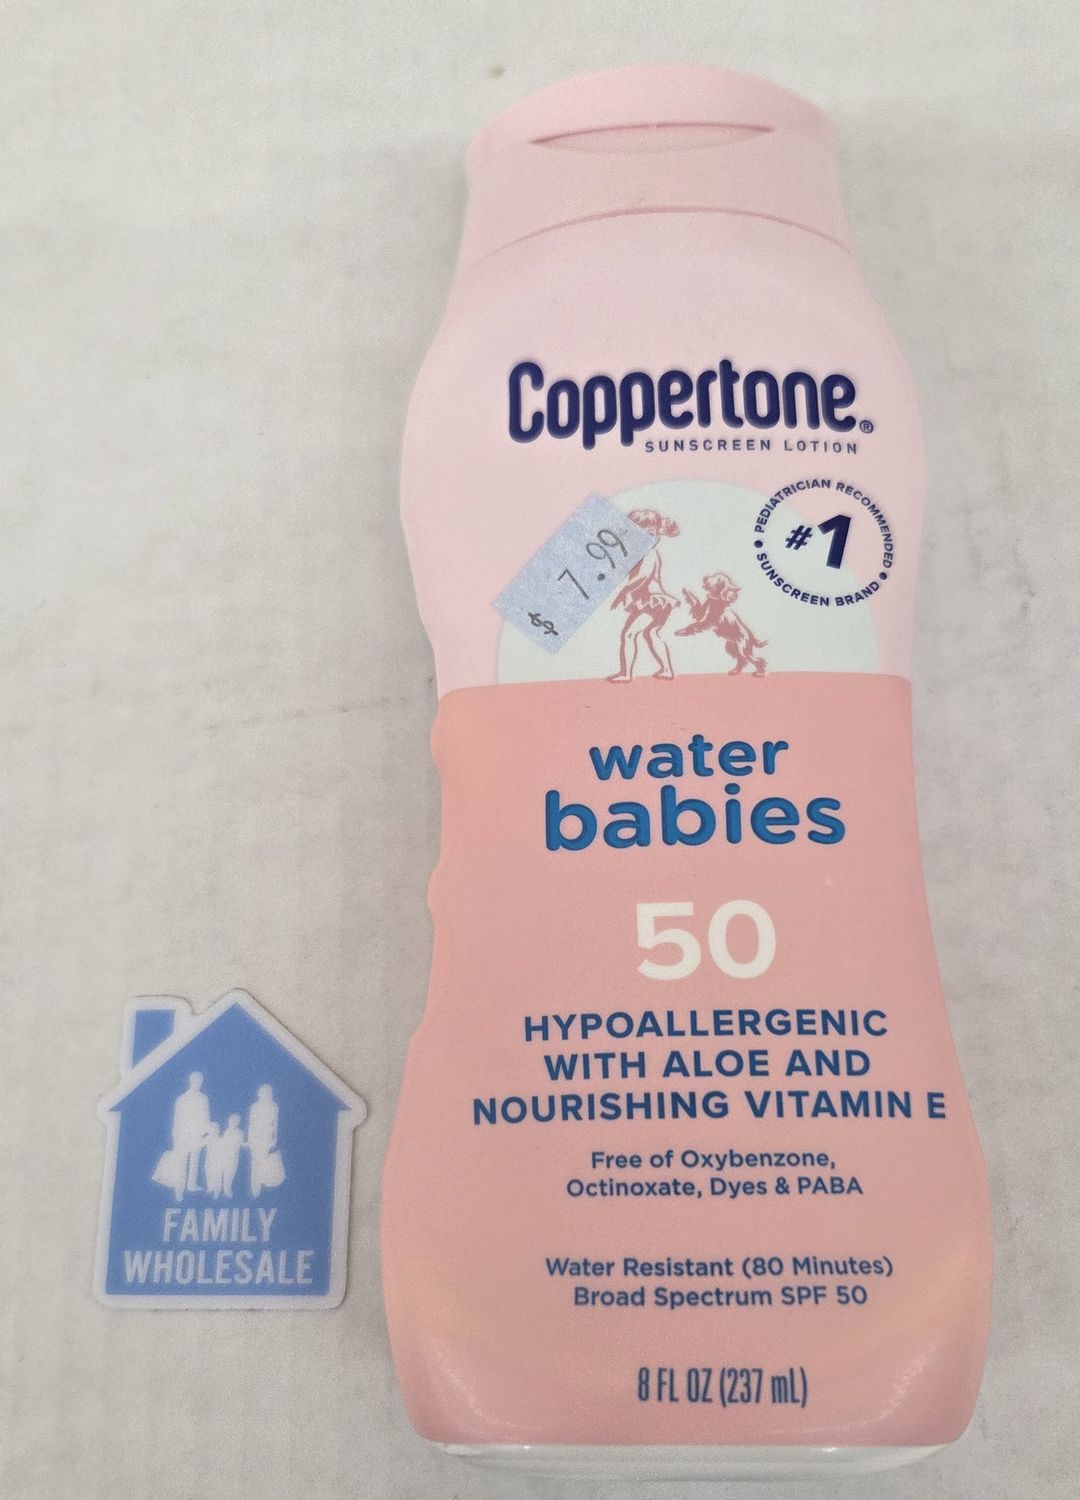 Coppertone®
SUNSCREEN LOTION
PEDIATRICIAN RECOMMENDED
#1
SUNSCREEN BRAND
$ 7.99
water
babies
50
HYPOALLERGENIC
WITH ALOE AND
NOURISHING VITAMIN E
Free of Oxybenzone,
Octinoxate, Dyes & PABA
Water Resistant (80 Minutes)
Broad Spectrum SPF 50
8 FL OZ (237 mL)
FAMILY
WHOLESALE